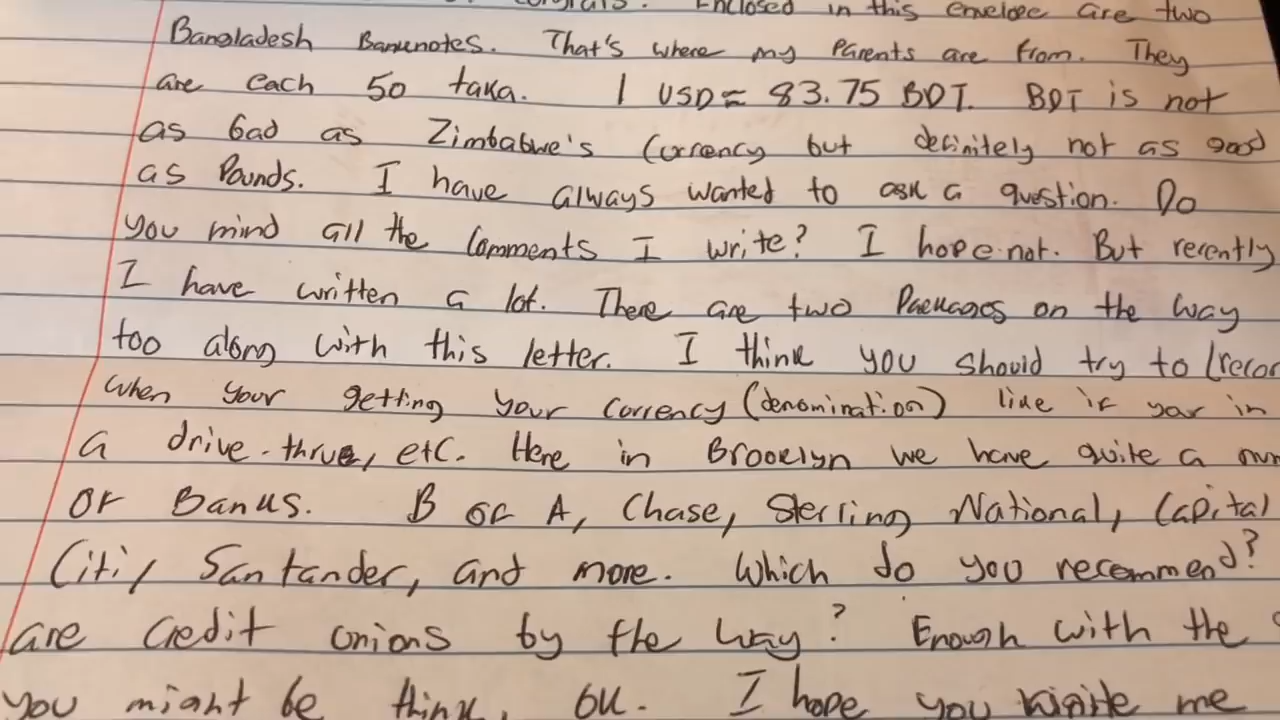 Enclosed in this envelope are two
Bangladesh Banknotes. That's where my Parents are from. They
are each 50 taka. 1 USD≈ 83.75 BDT. BDT is not
as bad as Zimbabwe's Currency but definitely not as good
as Pounds. I have always wanted to ask a question. Do
you mind all the Comments I write? I hope not. But recently
I have written a lot. There are two Packages on the way
too along with this letter. I think you should try to (recor
when your getting your currency (denomination) like if your in
a drive-thrue, etc. Here in Brooklyn we have quite a
of Banks. B of A, Chase, Sterling National, Capital
Citi, Santander, and more. Which do you recommend?
are Credit unions by the way? Enough with the
you might be think. Ok. I hope you write me